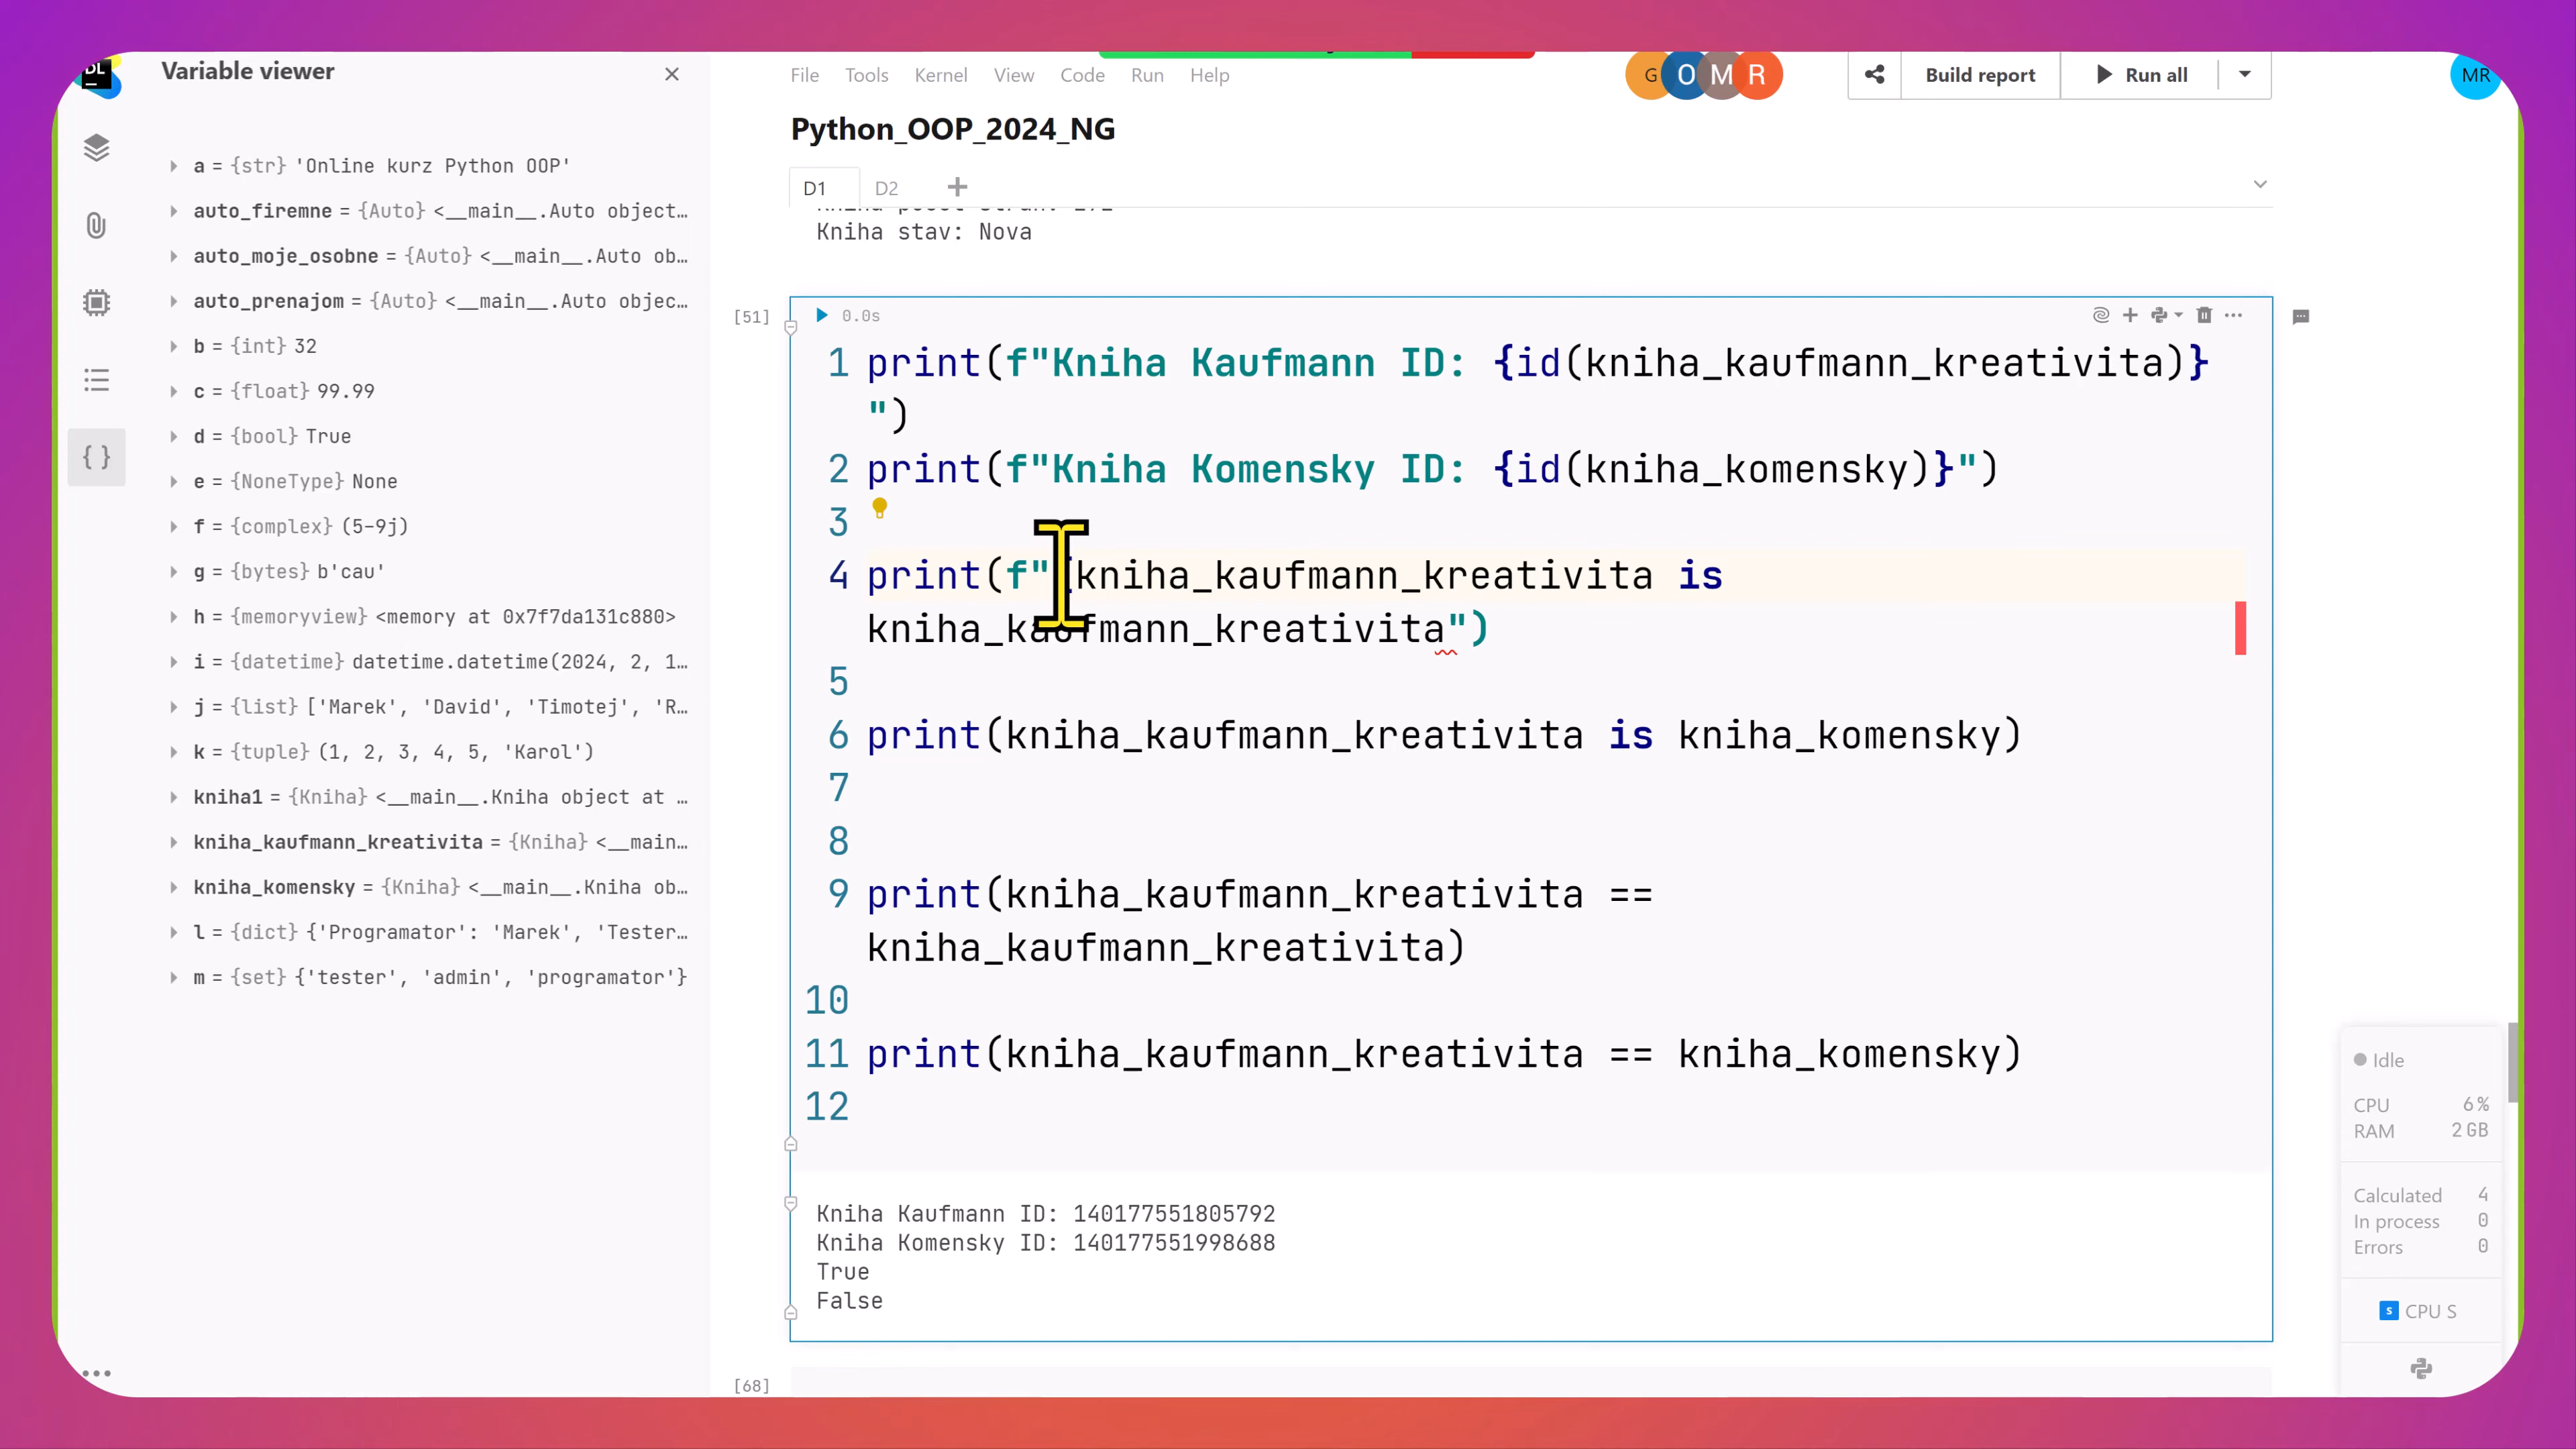 DL
Variable viewer
a = {str} 'Online kurz Python OOP'
auto_firemne = {Auto} <__main__.Auto object…
auto_moje_osobne = {Auto} <__main__.Auto ob…
auto_prenajom = {Auto} <__main__.Auto objec…
b = {int} 32
c = {float} 99.99
d = {bool} True
e = {NoneType} None
f = {complex} (5-9j)
g = {bytes} b'cau'
h = {memoryview} <memory at 0x7f7da131c880>
i = {datetime} datetime.datetime(2024, 2, 1…
j = {list} ['Marek', 'David', 'Timotej', 'R…
k = {tuple} (1, 2, 3, 4, 5, 'Karol')
kniha1 = {Kniha} <__main__.Kniha object at …
kniha_kaufmann_kreativita = {Kniha} <__main…
kniha_komensky = {Kniha} <__main__.Kniha ob…
l = {dict} {'Programator': 'Marek', 'Tester…
m = {set} {'tester', 'admin', 'programator'}
File Tools Kernel View Code Run Help
G O M R
Build report
Run all
MR
Python_OOP_2024_NG
D1 D2
Kniha stav: Nova
[51] 0.0s
1 print(f"Kniha Kaufmann ID: {id(kniha_kaufmann_kreativita)}
")
2 print(f"Kniha Komensky ID: {id(kniha_komensky)}")
3
4 print(f"{kniha_kaufmann_kreativita is
kniha_kaufmann_kreativita")
5
6 print(kniha_kaufmann_kreativita is kniha_komensky)
7
8
9 print(kniha_kaufmann_kreativita ==
kniha_kaufmann_kreativita)
10
11 print(kniha_kaufmann_kreativita == kniha_komensky)
12
Kniha Kaufmann ID: 140177551805792
Kniha Komensky ID: 140177551998688
True
False
[68]
Idle
CPU 6%
RAM 2 GB
Calculated 4
In process 0
Errors 0
S CPU S